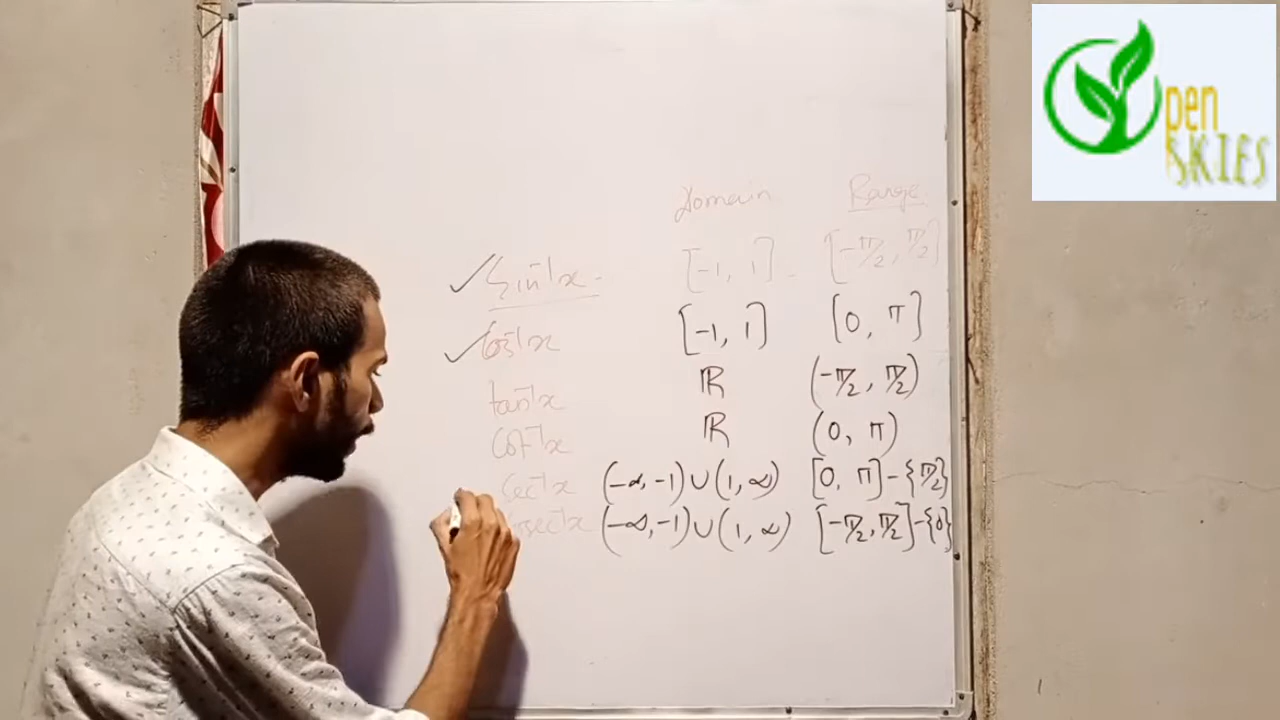 Open
SKIES
Domain Range
sin⁻¹x [-1, 1] [-π/2, π/2]
cos⁻¹x [-1, 1] [0, π]
tan⁻¹x ℝ (-π/2, π/2)
cot⁻¹x ℝ (0, π)
sec⁻¹x (-∞, -1) ∪ (1, ∞) [0, π] - {π/2}
cosec⁻¹x (-∞, -1) ∪ (1, ∞) [-π/2, π/2] - {0}